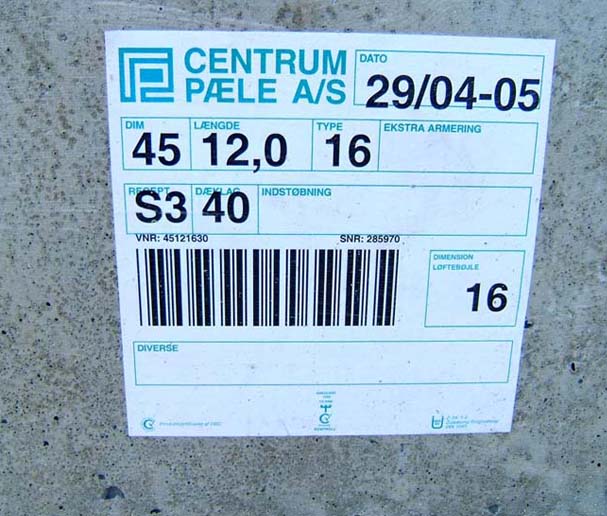 CENTRUM
PÆLE A/S
DATO
29/04-05
DIM LÆNGDE TYPE EKSTRA ARMERING
45 12,0 16
RECEPT DÆKLAG INDSTØBNING
S3 40
VNR: 45121630 SNR: 285970
DIMENSION
LØFTEBØJLE
16
DIVERSE